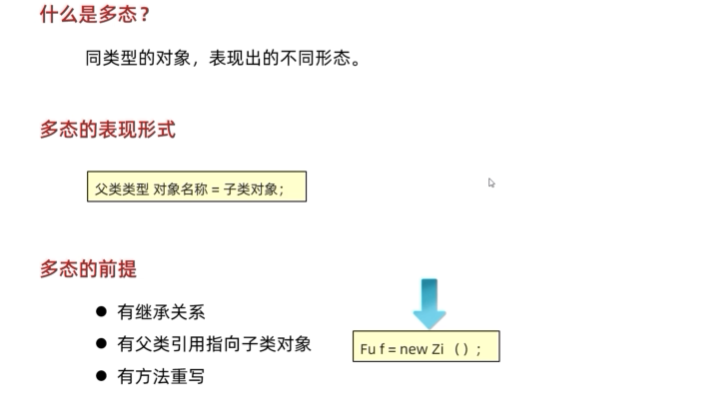 什么是多态？
同类型的对象，表现出的不同形态。
多态的表现形式
父类类型 对象名称 = 子类对象；
多态的前提
● 有继承关系
● 有父类引用指向子类对象
Fu f = new Zi （）；
● 有方法重写